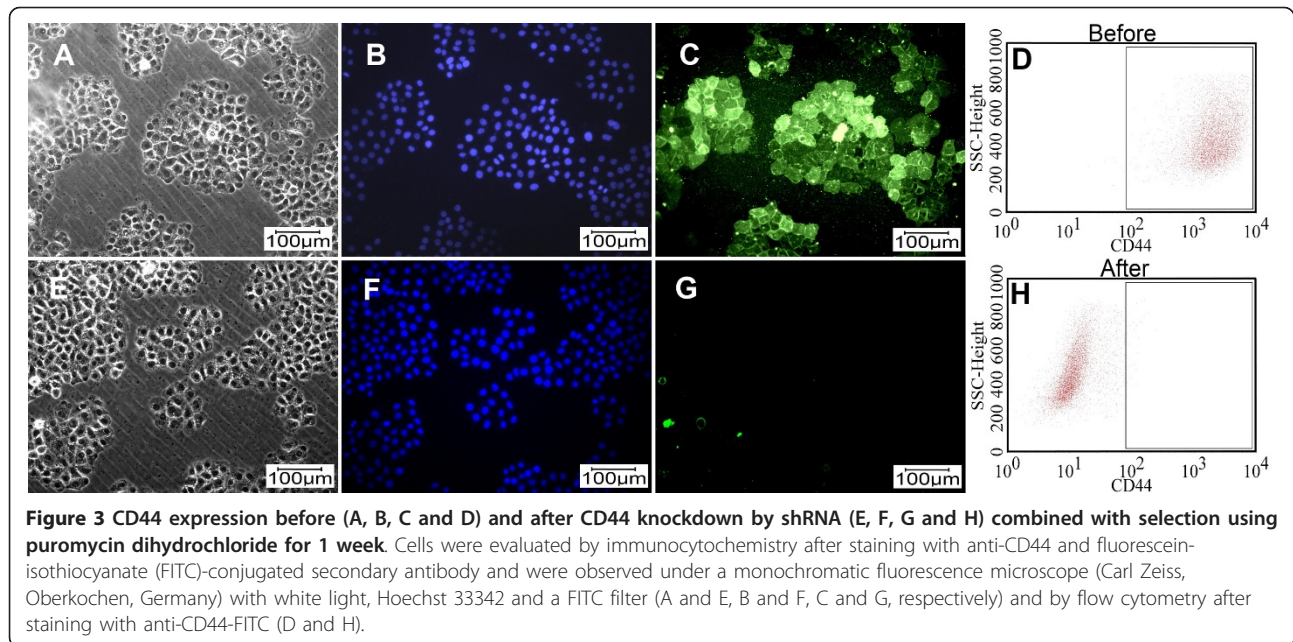 A
100µm
B
100µm
C
100µm
D
Before
SSC-Height
0 200 400 600 800 1000
10^0 10^1 10^2 10^3 10^4
CD44
E
100µm
F
100µm
G
100µm
H
After
SSC-Height
0 200 400 600 800 1000
10^0 10^1 10^2 10^3 10^4
CD44
Figure 3 CD44 expression before (A, B, C and D) and after CD44 knockdown by shRNA (E, F, G and H) combined with selection using
puromycin dihydrochloride for 1 week. Cells were evaluated by immunocytochemistry after staining with anti-CD44 and fluorescein-
isothiocyanate (FITC)-conjugated secondary antibody and were observed under a monochromatic fluorescence microscope (Carl Zeiss,
Oberkochen, Germany) with white light, Hoechst 33342 and a FITC filter (A and E, B and F, C and G, respectively) and by flow cytometry after
staining with anti-CD44-FITC (D and H).